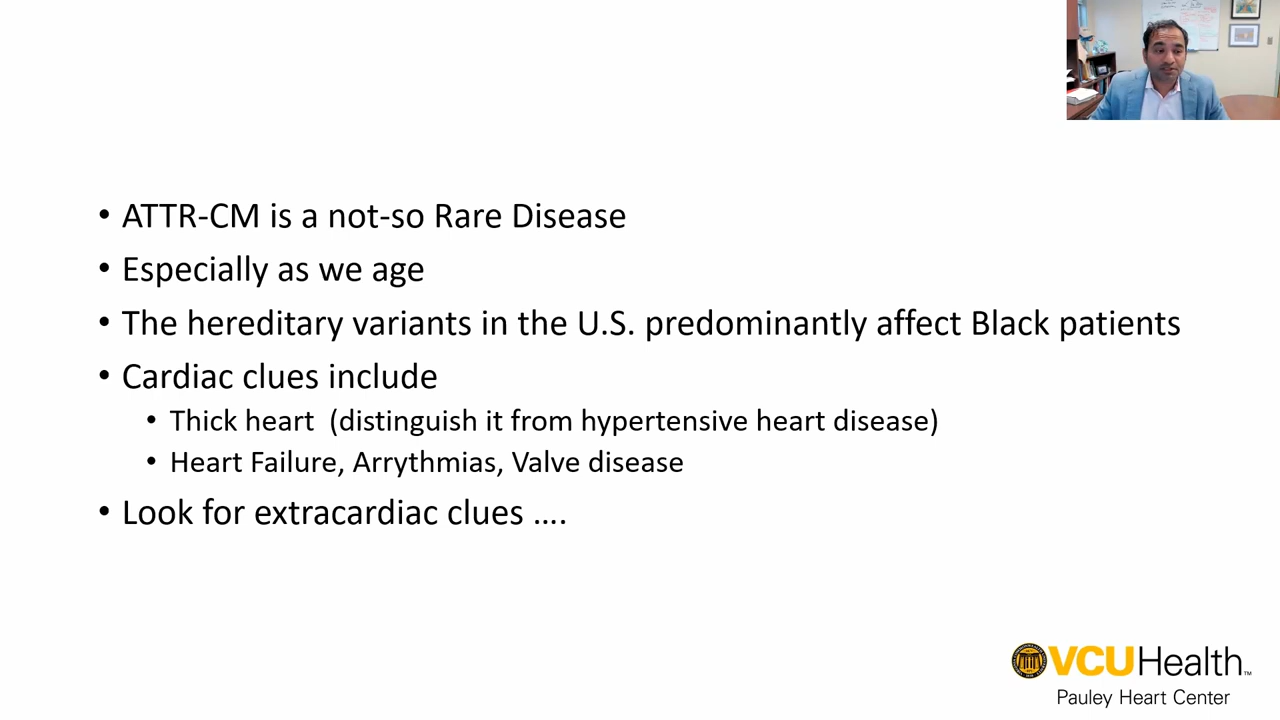 • ATTR-CM is a not-so Rare Disease
• Especially as we age
• The hereditary variants in the U.S. predominantly affect Black patients
• Cardiac clues include
• Thick heart (distinguish it from hypertensive heart disease)
• Heart Failure, Arrythmias, Valve disease
• Look for extracardiac clues ....
VCUHealth™
Pauley Heart Center